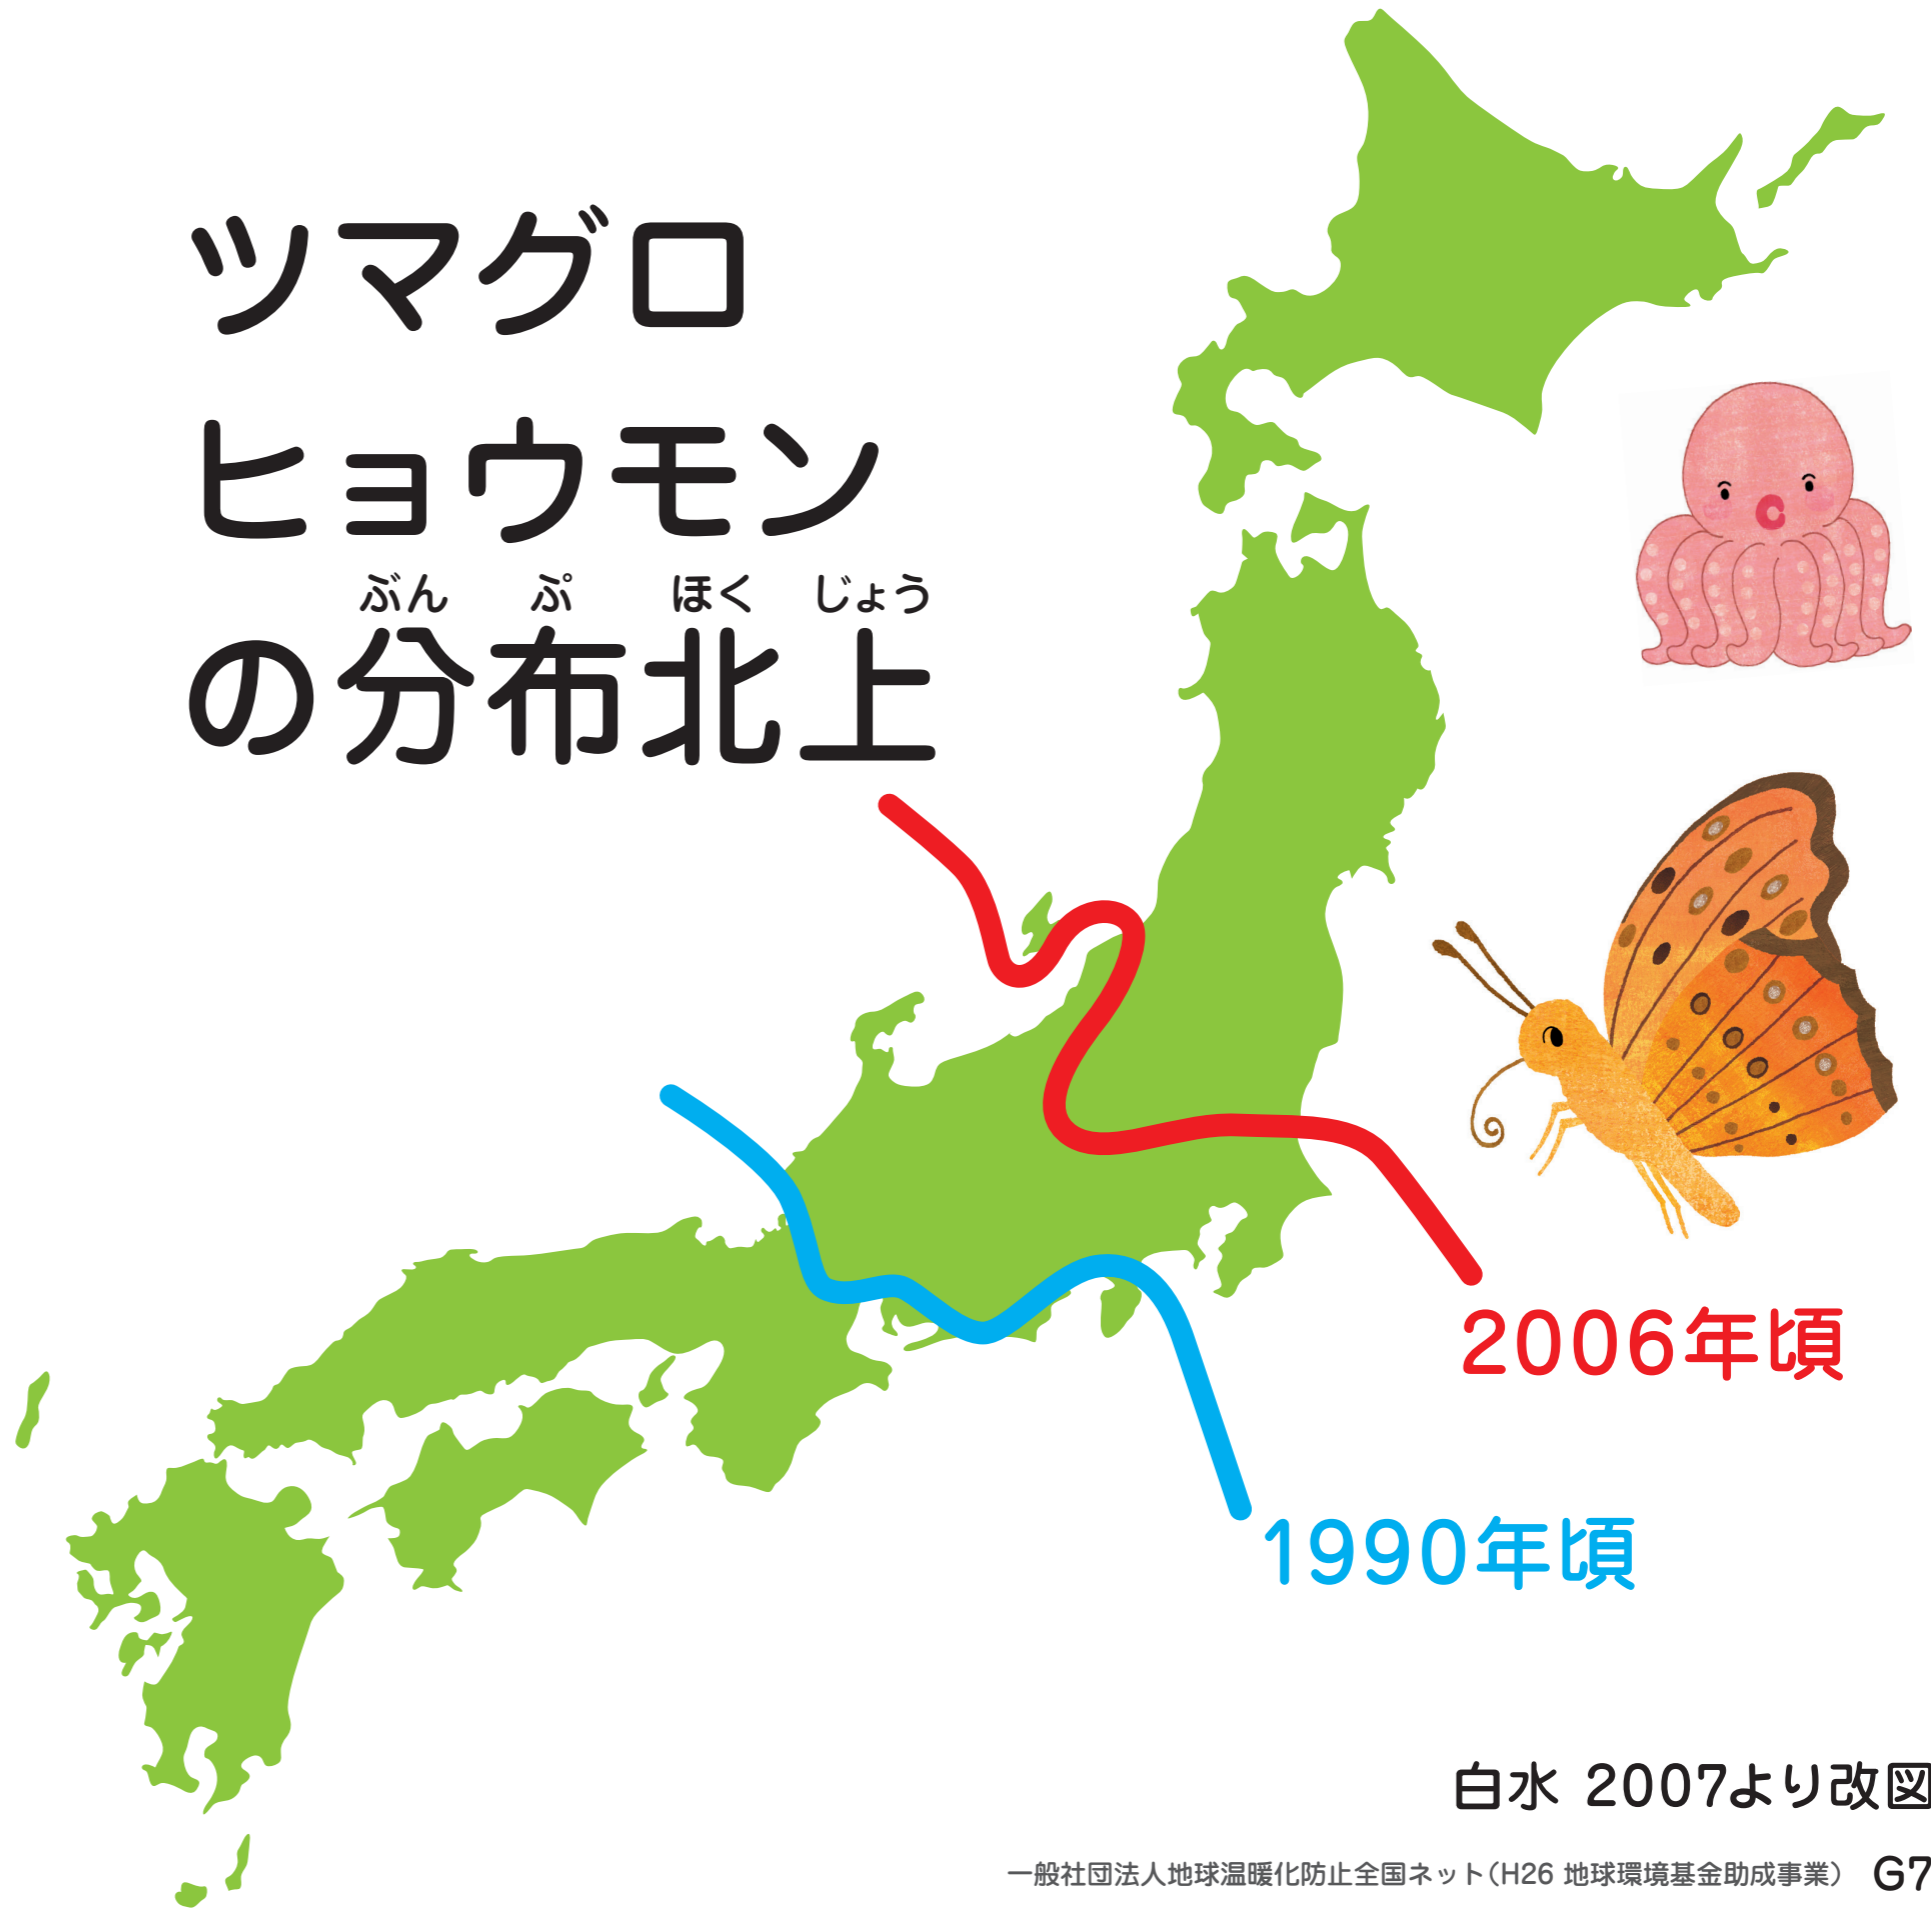 ツマグロ
ヒョウモン
ぶん ぷ ほく じょう
の分布北上
2006年頃
1990年頃
白水 2007より改図
一般社団法人地球温暖化防止全国ネット（H26 地球環境基金助成事業） G7